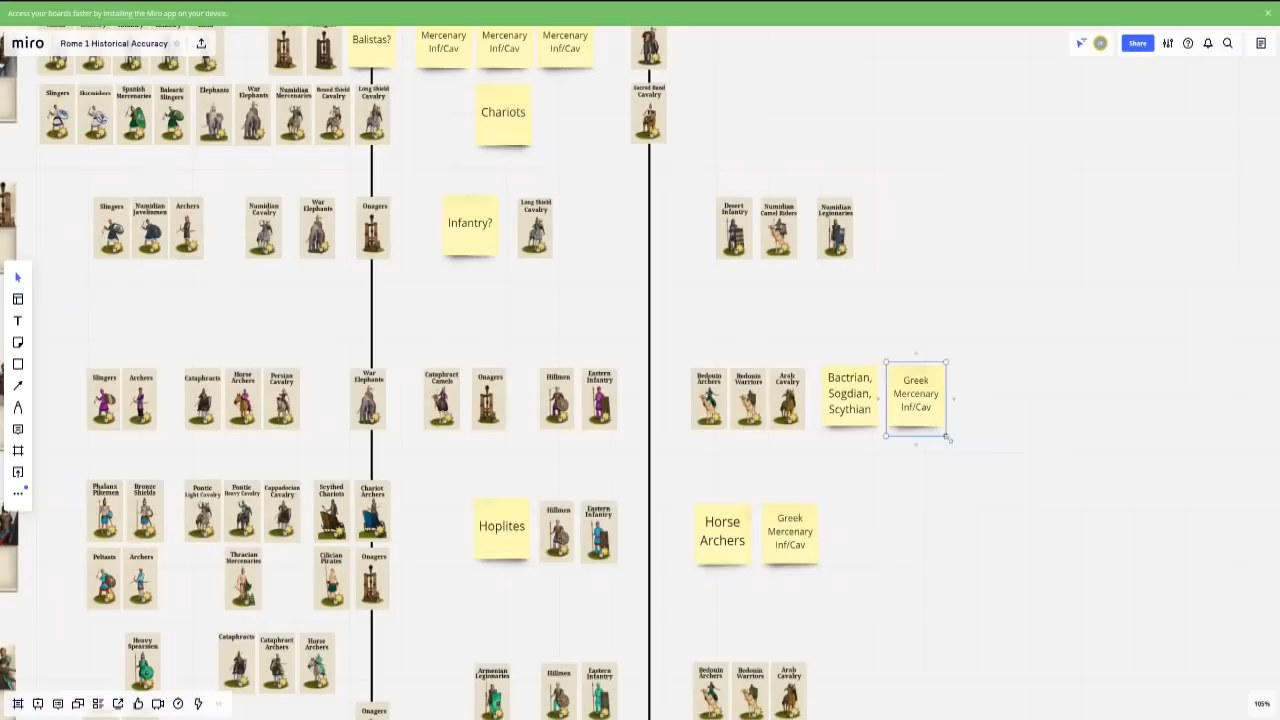 Access your boards faster by installing the Miro app on your device.
miro
Rome 1 Historical Accuracy
Share
Balistas?
Mercenary
Inf/Cav
Mercenary
Inf/Cav
Mercenary
Inf/Cav
Slingers
Skirmishers
Spanish
Mercenaries
Balearic
Slingers
Elephants
War
Elephants
Numidian
Mercenaries
Round Shield
Cavalry
Long Shield
Cavalry
Chariots
Sacred Band
Cavalry
Slingers
Numidian
Javelinmen
Archers
Numidian
Cavalry
War
Elephants
Onagers
Infantry?
Long Shield
Cavalry
Desert
Infantry
Numidian
Camel Riders
Numidian
Legionaries
Slingers
Archers
Cataphracts
Horse
Archers
Persian
Cavalry
War
Elephants
Cataphract
Camels
Onagers
Hillmen
Eastern
Infantry
Bedouin
Archers
Bedouin
Warriors
Arab
Cavalry
Bactrian,
Sogdian,
Scythian
Greek
Mercenary
Inf/Cav
Phalanx
Pikemen
Bronze
Shields
Pontic
Light Cavalry
Pontic
Heavy Cavalry
Cappadocian
Cavalry
Scythed
Chariots
Chariot
Archers
Hoplites
Hillmen
Eastern
Infantry
Horse
Archers
Greek
Mercenary
Inf/Cav
Peltasts
Archers
Thracian
Mercenaries
Cilician
Pirates
Onagers
Heavy
Spearmen
Cataphracts
Cataphract
Archers
Horse
Archers
Armenian
Legionaries
Hillmen
Eastern
Infantry
Bedouin
Archers
Bedouin
Warriors
Arab
Cavalry
Onagers
105%